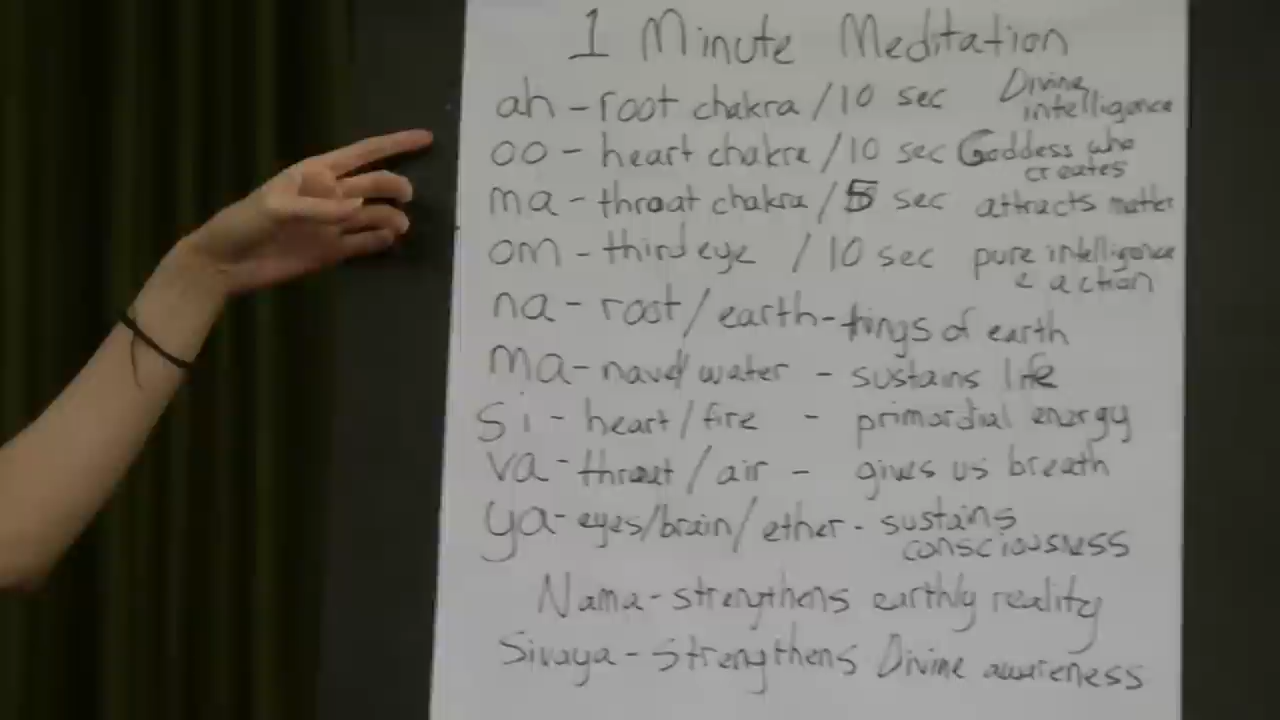 1 Minute Meditation
ah - root chakra / 10 sec Divine intelligence
oo - heart chakra / 10 sec Goddess who creates
ma - throat chakra / 5 sec attracts matter
om - third eye / 10 sec pure intelligence & action
na - root / earth - things of earth
ma - navel / water - sustains life
Si - heart / fire - primordial energy
va - throat / air - gives us breath
ya - eyes/brain/ ether - sustains consciousness
Nama - strengthens earthly reality
Sivaya - strengthens Divine awareness